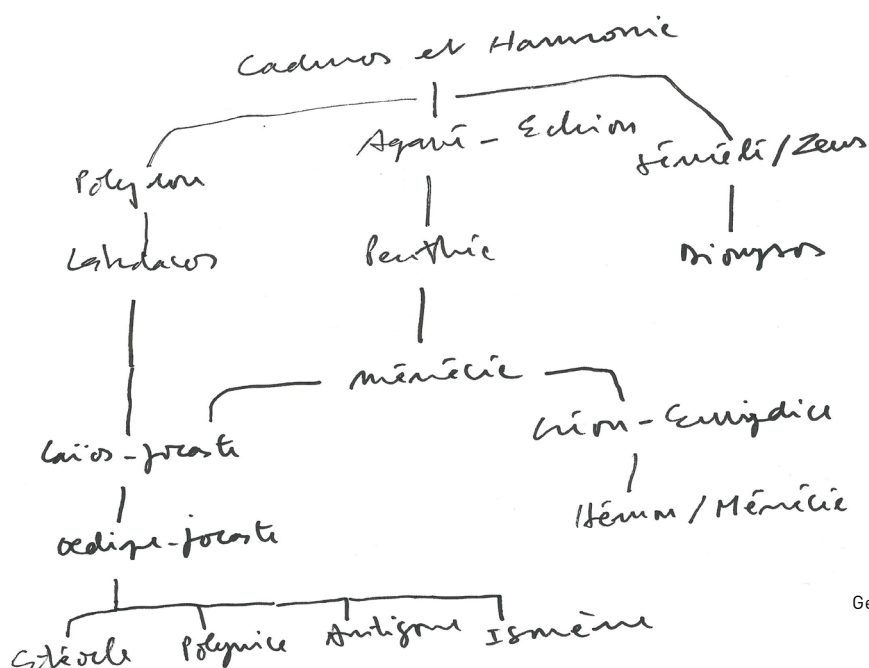 Cadmos et Harmonie
Agavé - Echion
Sémélé / Zeus
Polydore
Labdacos
Penthée
Dionysos
Ménécée
Laïos - Jocaste
Créon - Eurydice
Oedipe - Jocaste
Hémon / Ménécée
Etéocle Polynice Antigone Ismène
Ge